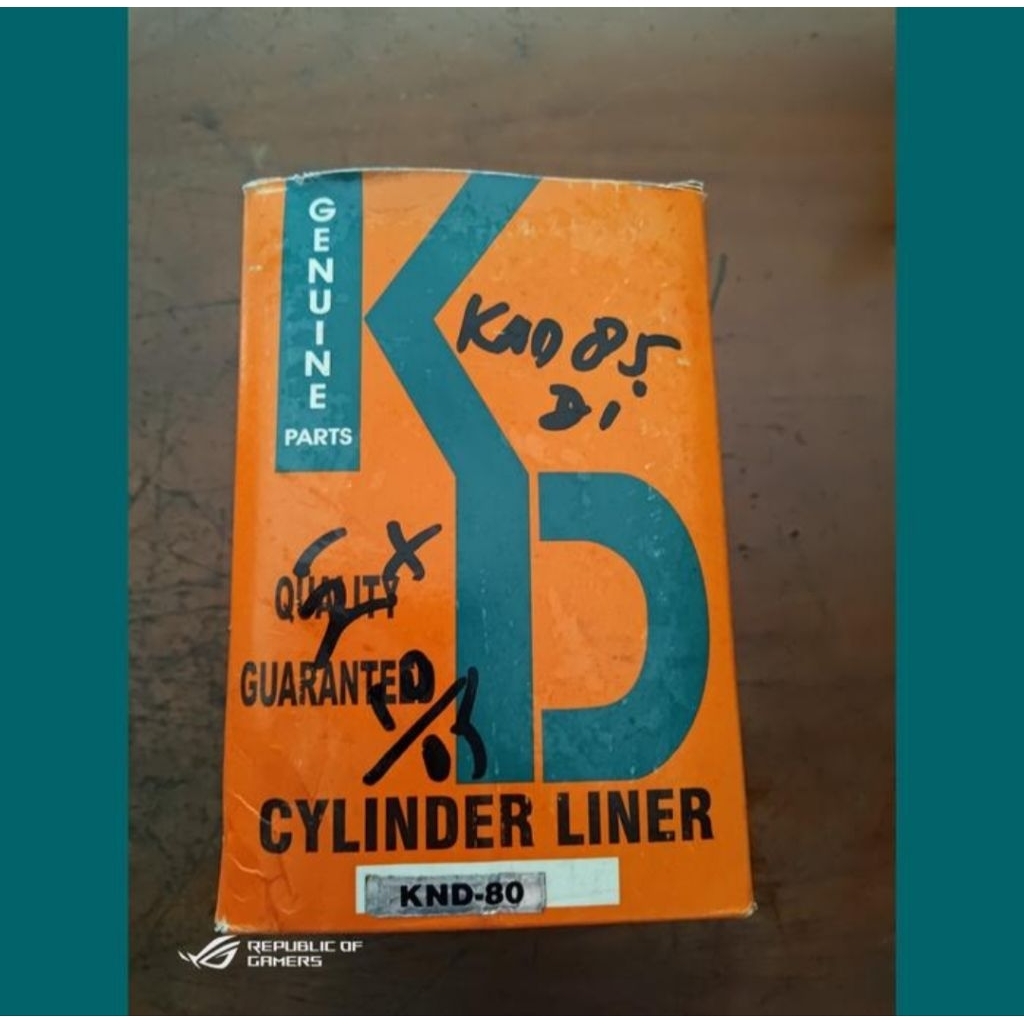 GENUINE
PARTS
KND 85
DI
QUALITY
GUARANTEED
CYLINDER LINER
KND-80
REPUBLIC OF
GAMERS